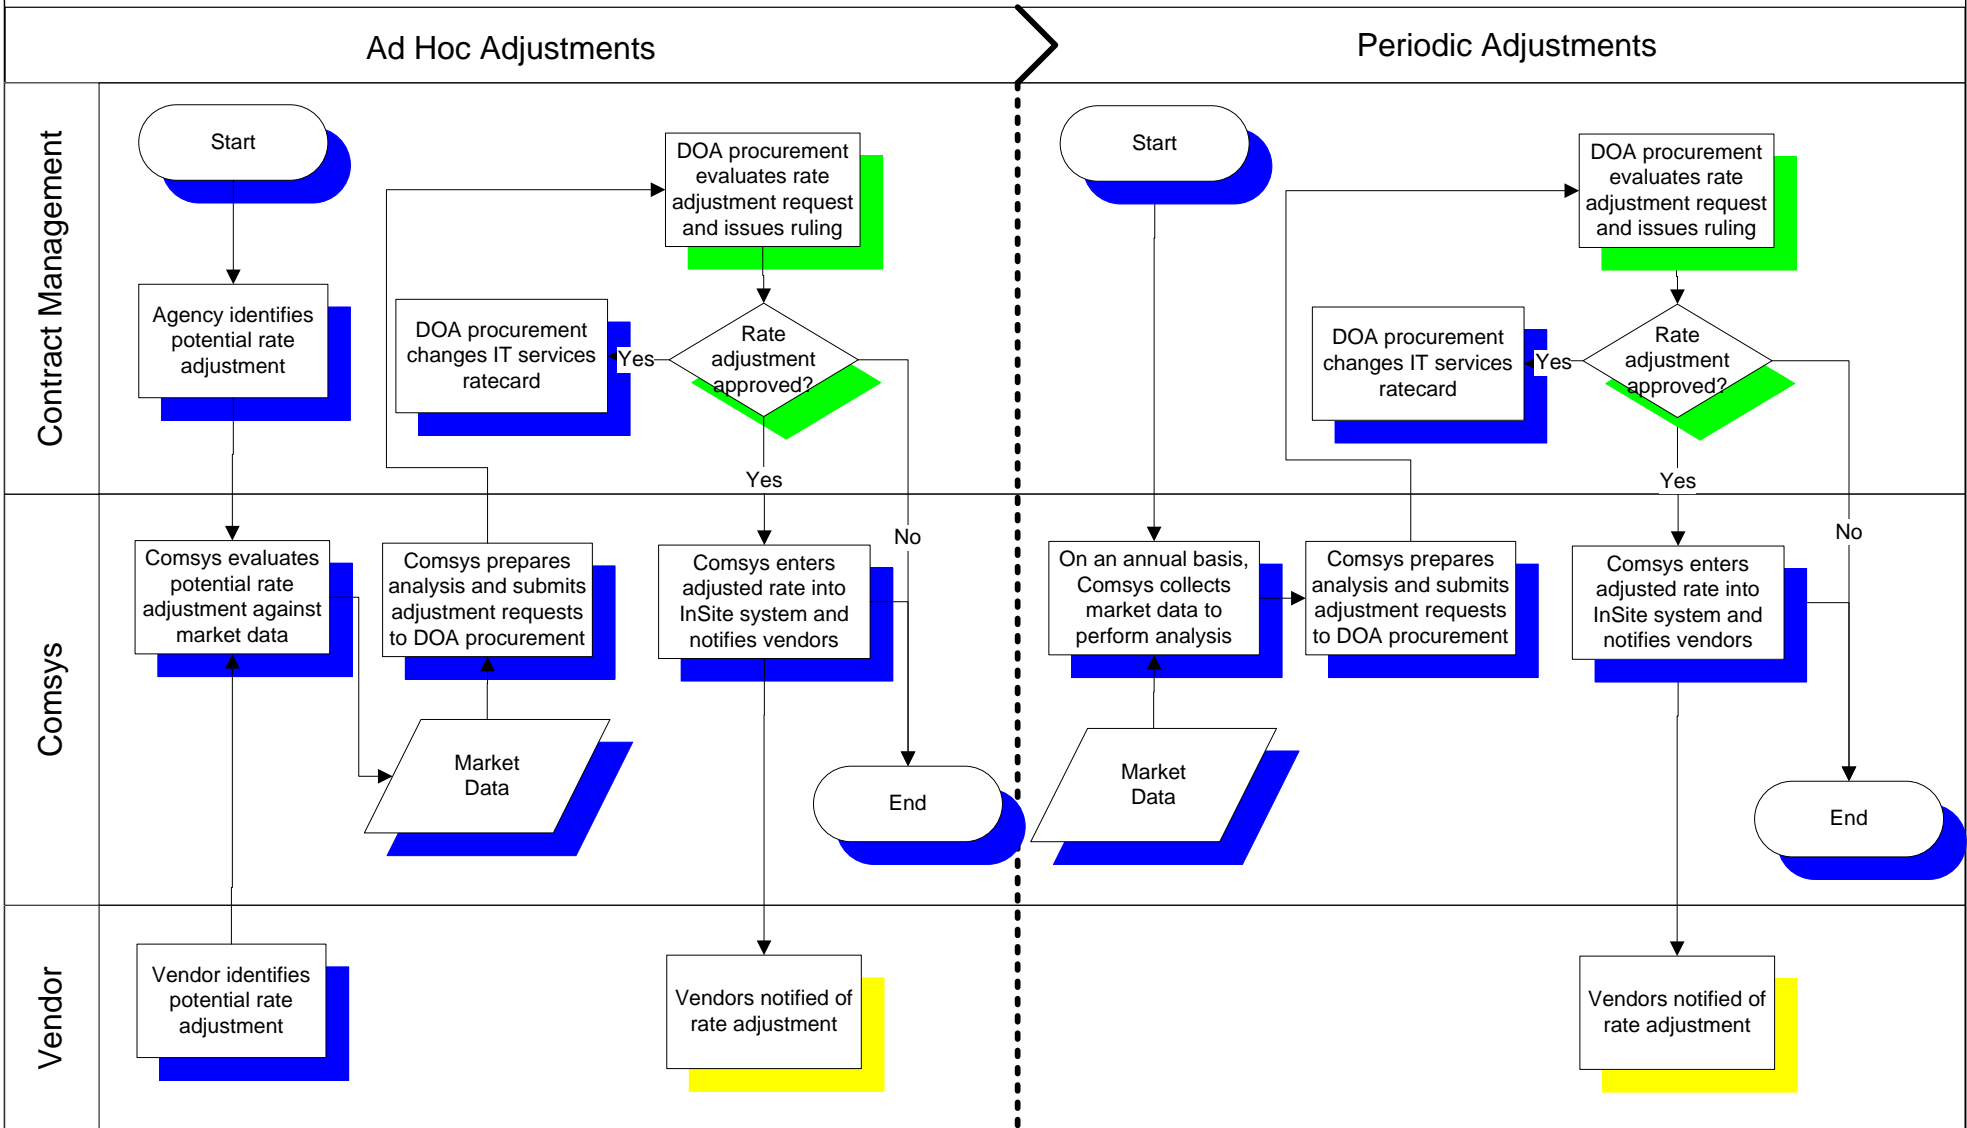 Ad Hoc Adjustments
Periodic Adjustments
Contract Management
Start
Agency identifies
potential rate
adjustment
DOA procurement
evaluates rate
adjustment request
and issues ruling
DOA procurement
changes IT services
ratecard
Yes
Rate
adjustment
approved?
Yes
No
Start
DOA procurement
evaluates rate
adjustment request
and issues ruling
DOA procurement
changes IT services
ratecard
Yes
Rate
adjustment
approved?
Yes
No
Comsys
Comsys evaluates
potential rate
adjustment against
market data
Comsys prepares
analysis and submits
adjustment requests
to DOA procurement
Comsys enters
adjusted rate into
InSite system and
notifies vendors
Market
Data
End
On an annual basis,
Comsys collects
market data to
perform analysis
Comsys prepares
analysis and submits
adjustment requests
to DOA procurement
Comsys enters
adjusted rate into
InSite system and
notifies vendors
Market
Data
End
Vendor
Vendor identifies
potential rate
adjustment
Vendors notified of
rate adjustment
Vendors notified of
rate adjustment